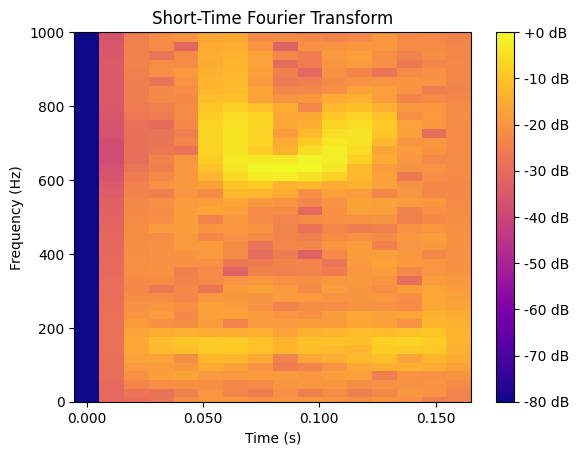 Short-Time Fourier Transform
1000
800
600
400
200
0
Frequency (Hz)
0.000
0.050
0.100
0.150
Time (s)
+0 dB
-10 dB
-20 dB
-30 dB
-40 dB
-50 dB
-60 dB
-70 dB
-80 dB